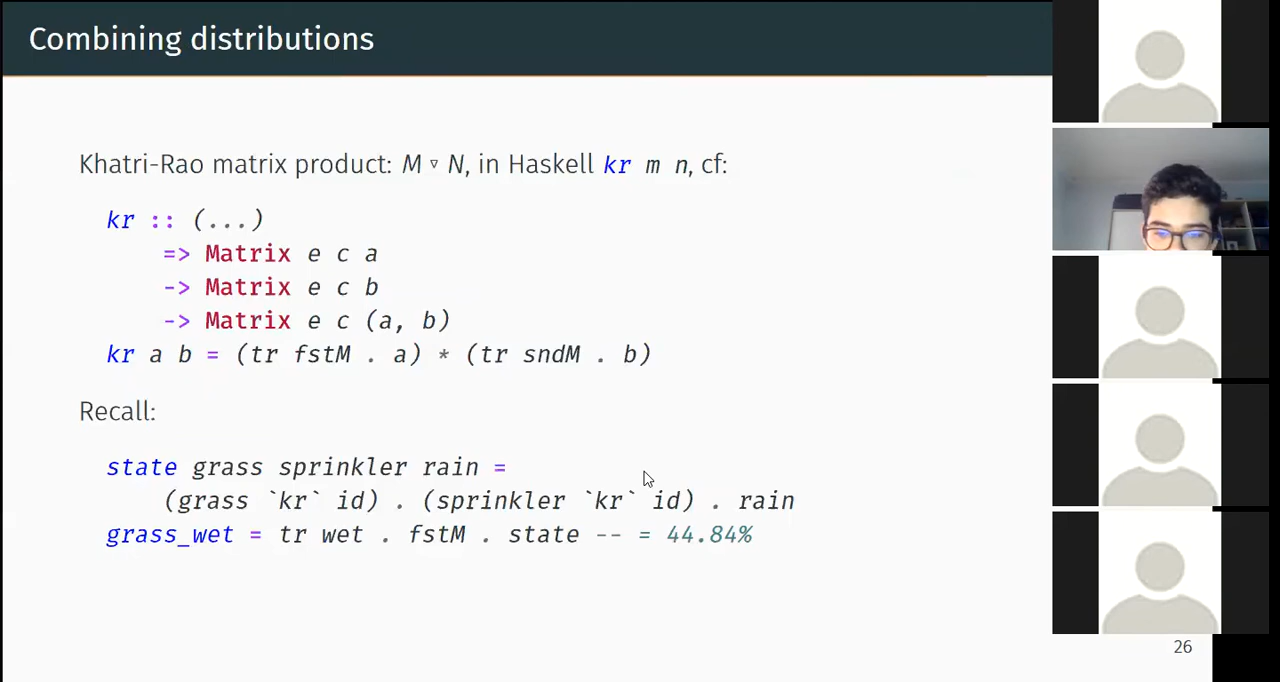 Combining distributions
Khatri-Rao matrix product: M ▿ N, in Haskell kr m n, cf:
kr :: (...)
=> Matrix e c a
-> Matrix e c b
-> Matrix e c (a, b)
kr a b = (tr fstM . a) * (tr sndM . b)
Recall:
state grass sprinkler rain =
(grass `kr` id) . (sprinkler `kr` id) . rain
grass_wet = tr wet . fstM . state -- = 44.84%
26